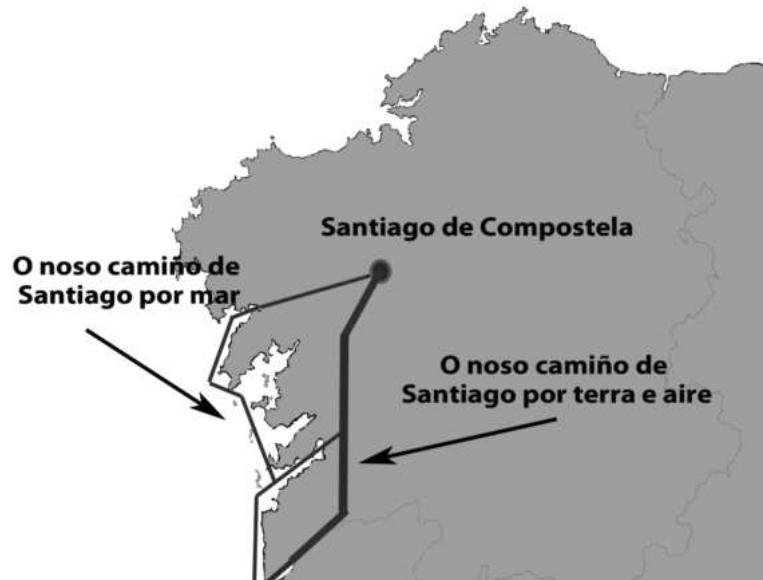 Santiago de Compostela
O noso camiño de
Santiago por mar
O noso camiño de
Santiago por terra e aire